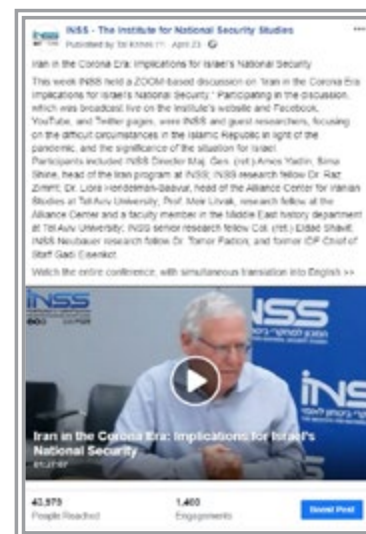 INSS - The Institute for National Security Studies
Published by · April 23 ·
Iran in the Corona Era: Implications for Israel's National Security
This week INSS held a ZOOM-based discussion on "Iran in the Corona Era:
Implications for Israel's National Security." Participating in the discussion,
which was broadcast live on the Institute's website and Facebook,
YouTube, and Twitter pages, were INSS and guest researchers, focusing
on the difficult circumstances in the Islamic Republic in light of the
pandemic, and the significance of the situation for Israel.
Participants included INSS Director Maj. Gen. (ret.) Amos Yadlin, Sima
Shine, head of the Iran program at INSS; INSS research fellow Dr. Raz
Zimmt; Dr. Liora Hendelman-Baavur, head of the Alliance Center for Iranian
Studies at Tel Aviv University; Prof. Meir Litvak, research fellow at the
Alliance Center and a faculty member in the Middle East history department
at Tel Aviv University; INSS senior research fellow Col. (ret.) Eldad Shavit;
INSS Neubauer research fellow Dr. Tomer Fadlon; and former IDF Chief of
Staff Gadi Eisenkot.
Watch the entire conference, with simultaneous translation into English >>
iNSS
iNSS
המכון למחקרי ביטחון לאומי
iNS
Iran in the Corona Era: Implications for Israel's
National Security
People Reached
Engagements
Boost Post